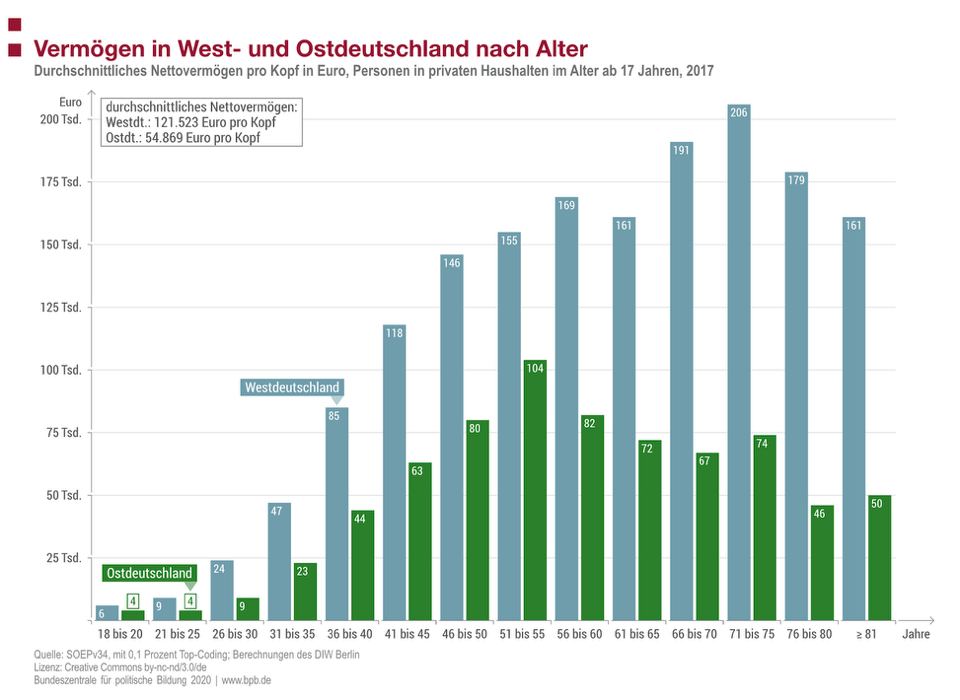 Vermögen in West- und Ostdeutschland nach Alter
Durchschnittliches Nettovermögen pro Kopf in Euro, Personen in privaten Haushalten im Alter ab 17 Jahren, 2017
Euro
durchschnittliches Nettovermögen:
Westdt.: 121.523 Euro pro Kopf
Ostdt.: 54.869 Euro pro Kopf
200 Tsd.
175 Tsd.
150 Tsd.
125 Tsd.
100 Tsd.
75 Tsd.
50 Tsd.
25 Tsd.
Westdeutschland
Ostdeutschland
6
4
9
4
24
9
47
23
85
44
118
63
146
80
155
104
169
82
161
72
191
67
206
74
179
46
161
50
18 bis 20 21 bis 25 26 bis 30 31 bis 35 36 bis 40 41 bis 45 46 bis 50 51 bis 55 56 bis 60 61 bis 65 66 bis 70 71 bis 75 76 bis 80 ≥ 81 Jahre
Quelle: SOEPv34, mit 0,1 Prozent Top-Coding; Berechnungen des DIW Berlin
Lizenz: Creative Commons by-nc-nd/3.0/de
Bundeszentrale für politische Bildung 2020 | www.bpb.de